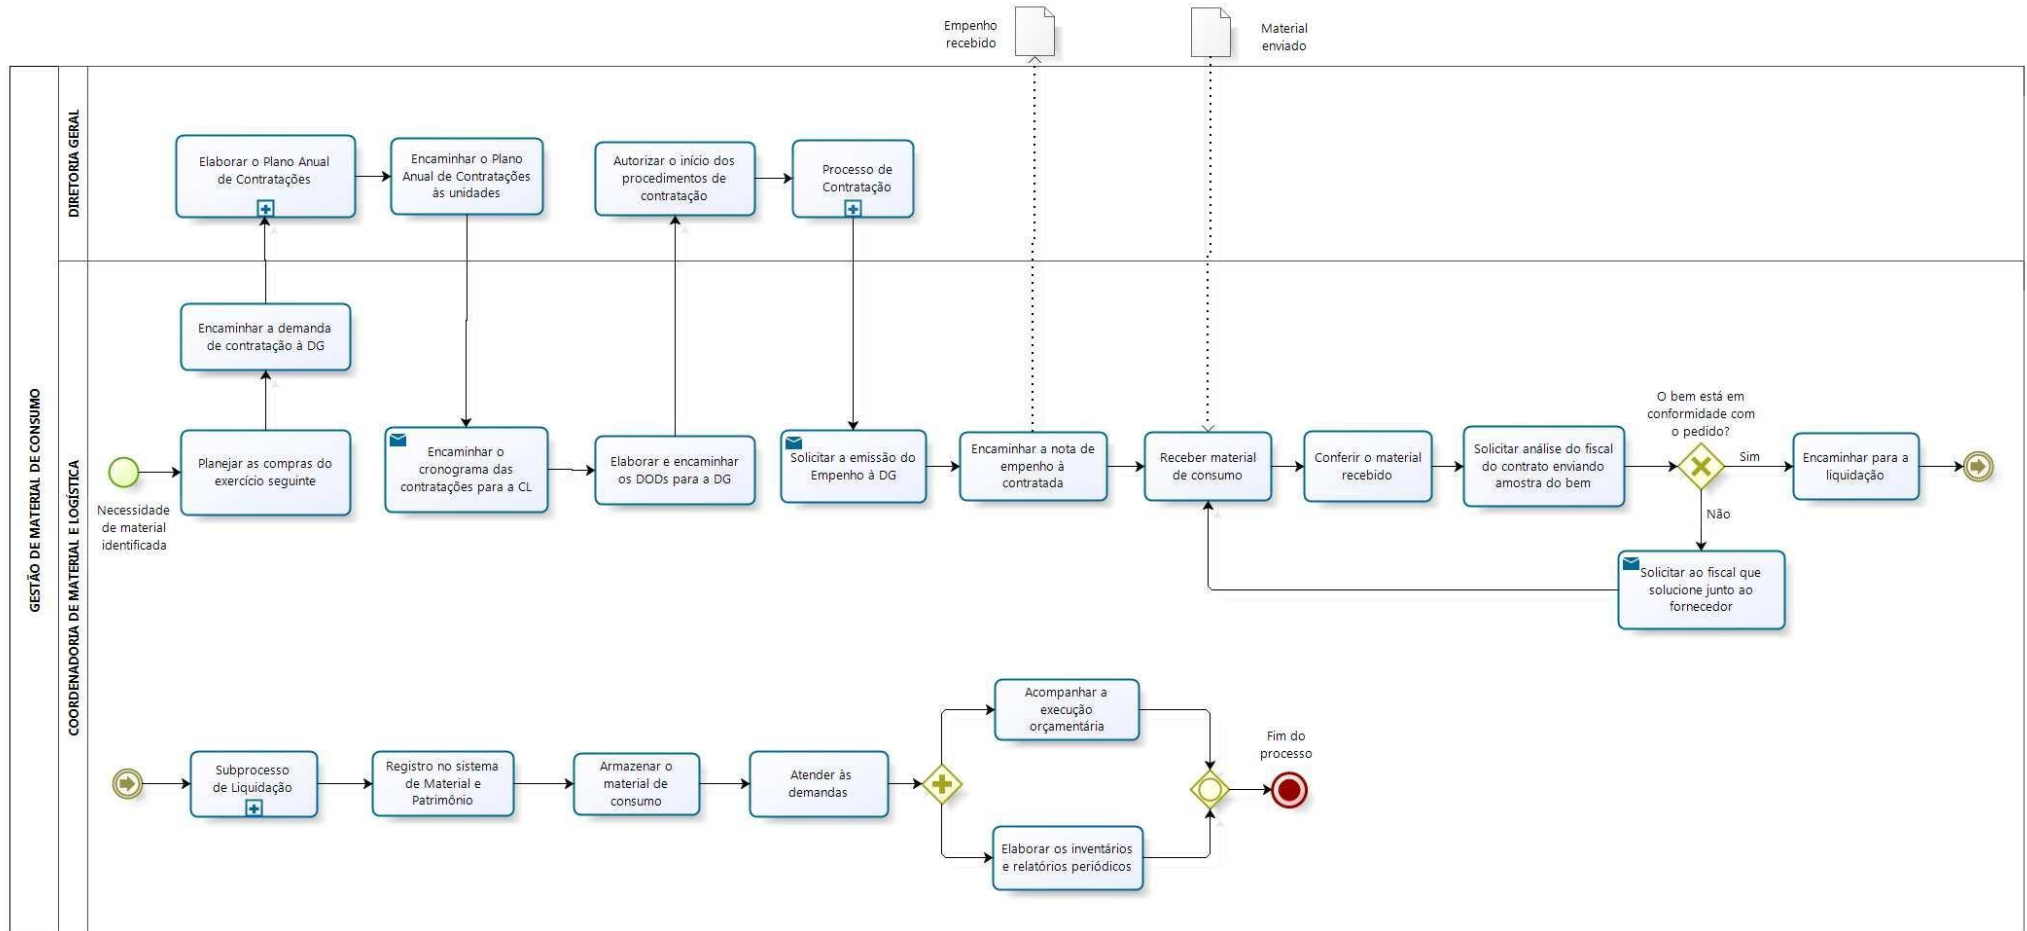 Empenho
recebido
Material
enviado
GESTÃO DE MATERIAL DE CONSUMO
DIRETORIA GERAL
Elaborar o Plano Anual
de Contratações
Encaminhar o Plano
Anual de Contratações
às unidades
Autorizar o início dos
procedimentos de
contratação
Processo de
Contratação
COORDENADORIA DE MATERIAL E LOGÍSTICA
Encaminhar a demanda
de contratação à DG
Necessidade
de material
identificada
Planejar as compras do
exercício seguinte
Encaminhar o
cronograma das
contratações para a CL
Elaborar e encaminhar
os DODs para a DG
Solicitar a emissão do
Empenho à DG
Encaminhar a nota de
empenho à
contratada
Receber material
de consumo
Conferir o material
recebido
Solicitar análise do fiscal
do contrato enviando
amostra do bem
O bem está em
conformidade com
o pedido?
Sim
Não
Encaminhar para a
liquidação
Solicitar ao fiscal que
solucione junto ao
fornecedor
Subprocesso
de Liquidação
Registro no sistema
de Material e
Patrimônio
Armazenar o
material de
consumo
Atender às
demandas
Acompanhar a
execução
orçamentária
Elaborar os inventários
e relatórios periódicos
Fim do
processo